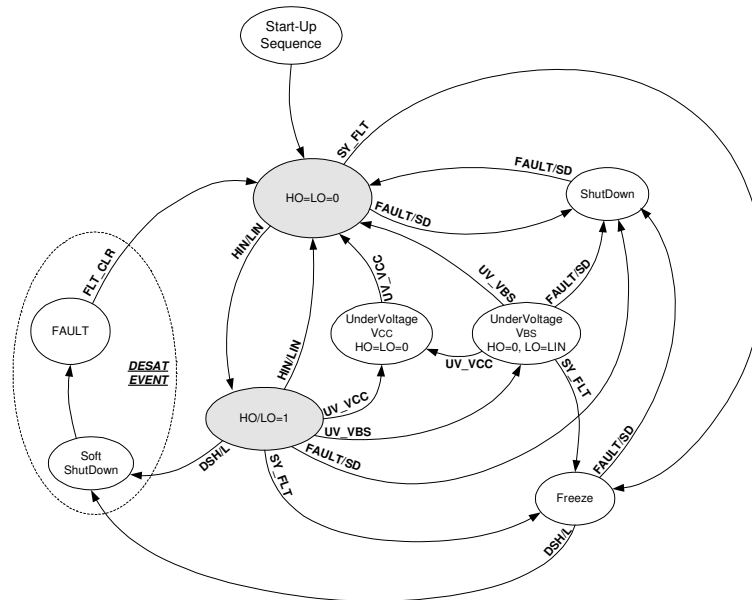 Start-Up
Sequence
SY_FLT
FAULT/SD
ShutDown
HO=LO=0
FAULT/SD
HIN/LIN
FLT_CLR
UV_VCC
UV_VBS
FAULT/SD
FAULT
UnderVoltage
VCC
HO=LO=0
UnderVoltage
VBS
HO=0, LO=LIN
DESAT
EVENT
HIN/LIN
UV_VCC
SY_FLT
UV_VCC
HO/LO=1
UV_VBS
Soft
ShutDown
DSH/L
SY_FLT
FAULT/SD
FAULT/SD
Freeze
DSH/L